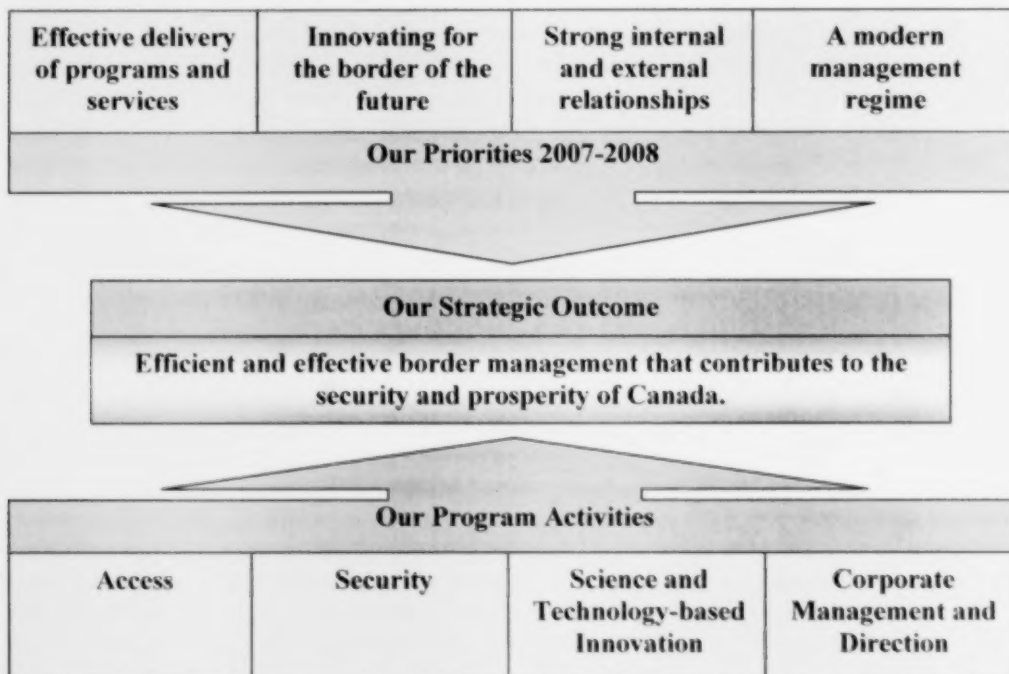 Effective delivery
of programs and
services
Innovating for
the border of the
future
Strong internal
and external
relationships
A modern
management
regime
Our Priorities 2007-2008
Our Strategic Outcome
Efficient and effective border management that contributes to the
security and prosperity of Canada.
Our Program Activities
Access
Security
Science and
Technology-based
Innovation
Corporate
Management and
Direction